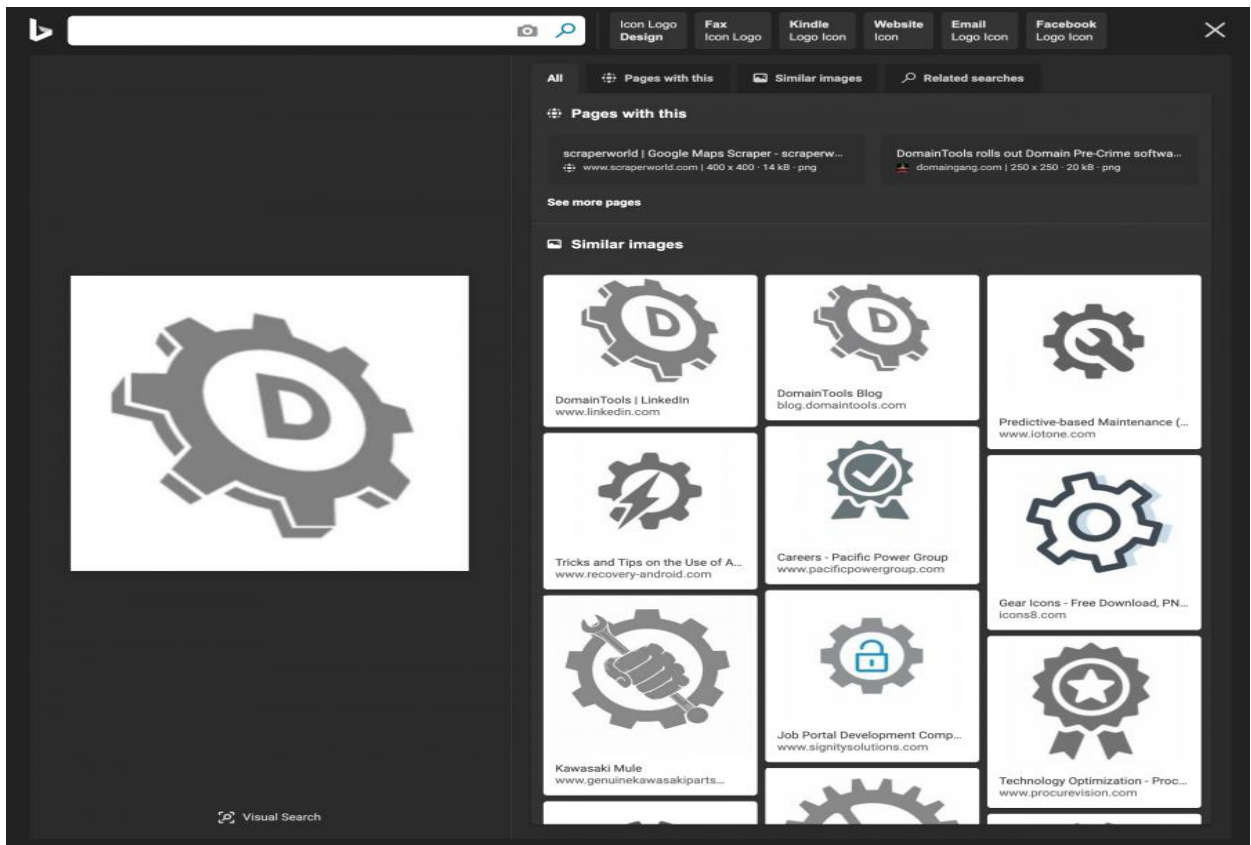 Icon Logo
Design
Fax
Icon Logo
Kindle
Logo Icon
Website
Icon
Email
Logo Icon
Facebook
Logo Icon
All
Pages with this
Similar images
Related searches
Pages with this
scraperworld | Google Maps Scraper - scraperw...
www.scraperworld.com | 400 x 400 · 14 kB · png
DomainTools rolls out Domain Pre-Crime softwa...
domaingang.com | 250 x 250 · 20 kB · png
See more pages
Similar images
D
D
DomainTools | LinkedIn
www.linkedin.com
D
DomainTools Blog
blog.domaintools.com
Predictive-based Maintenance (...
www.iotone.com
Tricks and Tips on the Use of A...
www.recovery-android.com
Careers - Pacific Power Group
www.pacificpowergroup.com
Gear Icons - Free Download, PN...
icons8.com
Kawasaki Mule
www.genuinekawasakiparts...
Job Portal Development Comp...
www.signitysolutions.com
Technology Optimization - Proc...
www.procurevision.com
Visual Search